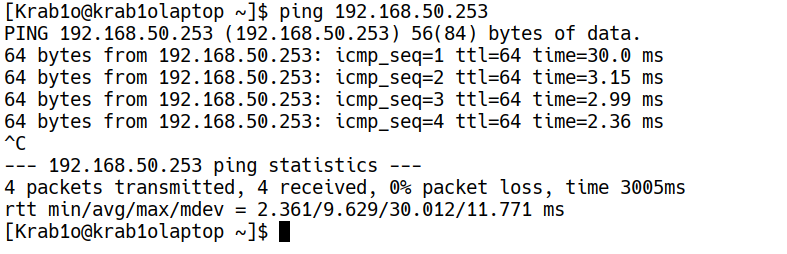 [Krab1o@krab1olaptop ~]$ ping 192.168.50.253
PING 192.168.50.253 (192.168.50.253) 56(84) bytes of data.
64 bytes from 192.168.50.253: icmp_seq=1 ttl=64 time=30.0 ms
64 bytes from 192.168.50.253: icmp_seq=2 ttl=64 time=3.15 ms
64 bytes from 192.168.50.253: icmp_seq=3 ttl=64 time=2.99 ms
64 bytes from 192.168.50.253: icmp_seq=4 ttl=64 time=2.36 ms
^C
--- 192.168.50.253 ping statistics ---
4 packets transmitted, 4 received, 0% packet loss, time 3005ms
rtt min/avg/max/mdev = 2.361/9.629/30.012/11.771 ms
[Krab1o@krab1olaptop ~]$